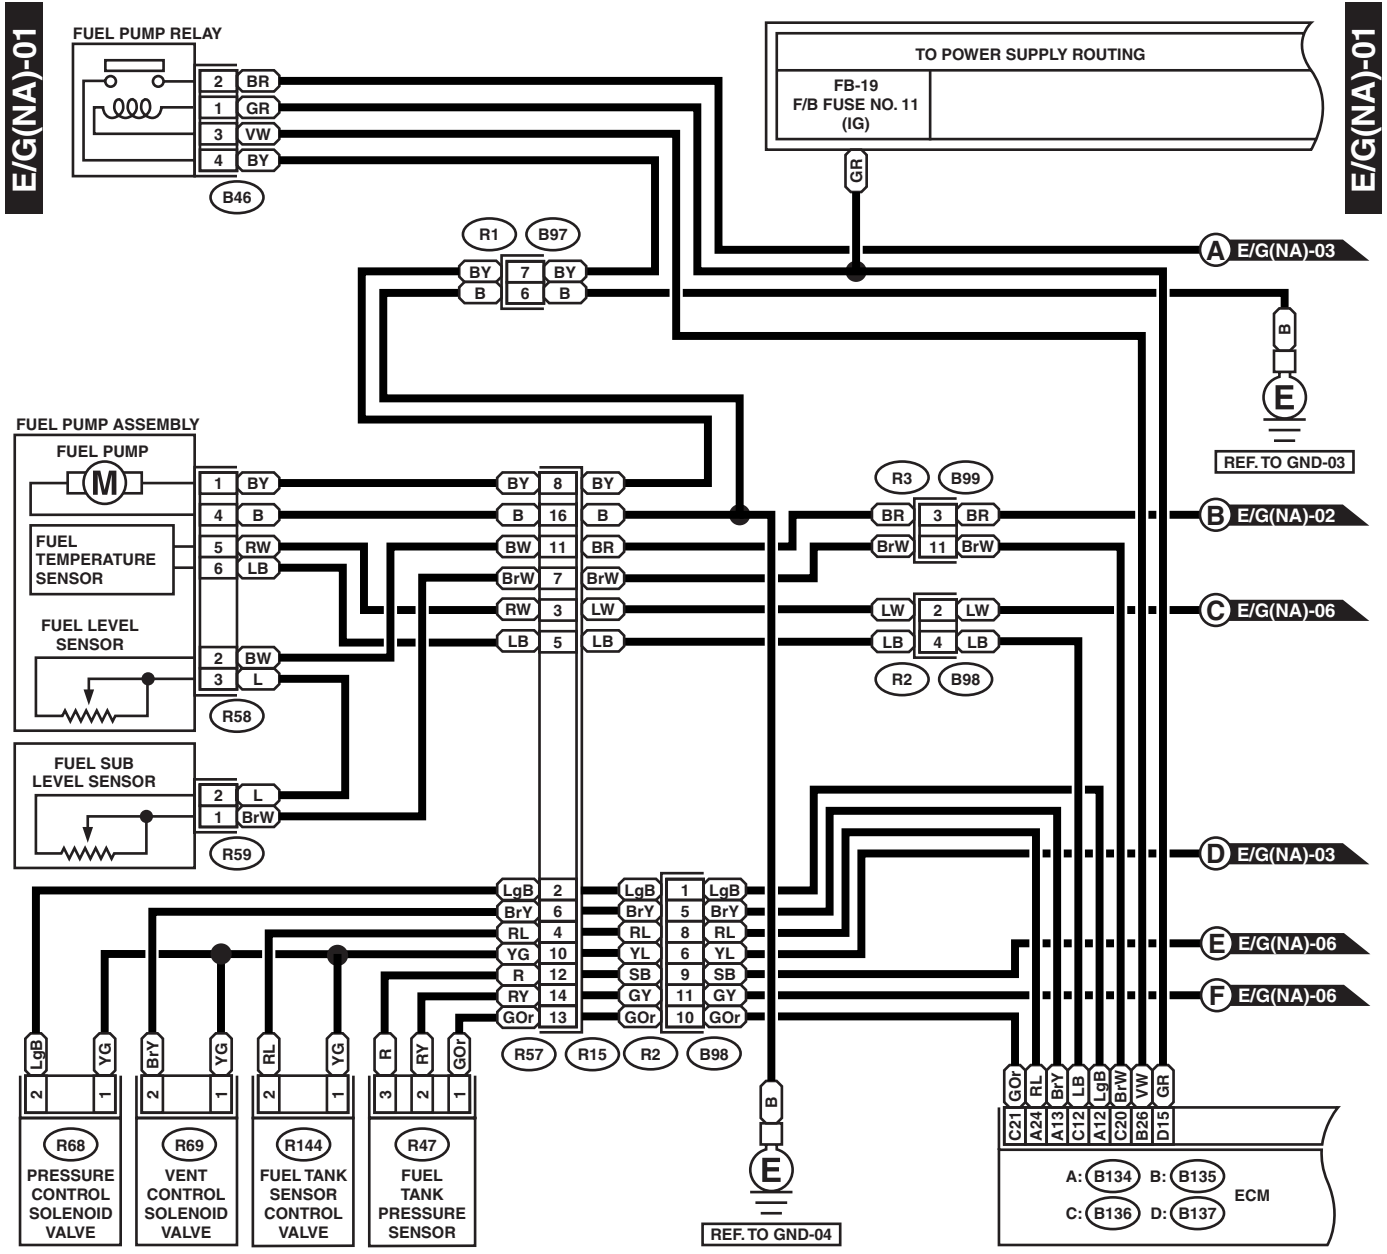 E/G(NA)-01
E/G(NA)-01
FUEL PUMP RELAY
2 BR
1 GR
3 VW
4 BY
B46
TO POWER SUPPLY ROUTING
FB-19
F/B FUSE NO. 11
(IG)
GR
R1 B97
BY 7 BY
B 6 B
A E/G(NA)-03
B
E
REF. TO GND-03
FUEL PUMP ASSEMBLY
FUEL PUMP
M
FUEL
TEMPERATURE
SENSOR
FUEL LEVEL
SENSOR
1 BY
4 B
5 RW
6 LB
2 BW
3 L
R58
FUEL SUB
LEVEL SENSOR
2 L
1 BrW
R59
BY 8 BY
B 16 B
BW 11 BR
BrW 7 BrW
RW 3 LW
LB 5 LB
R3 B99
BR 3 BR
BrW 11 BrW
LW 2 LW
LB 4 LB
R2 B98
B E/G(NA)-02
C E/G(NA)-06
D E/G(NA)-03
E E/G(NA)-06
F E/G(NA)-06
LgB 2 LgB 1 LgB
BrY 6 BrY 5 BrY
RL 4 RL 8 RL
YG 10 YL 6 YL
R 12 SB 9 SB
RY 14 GY 11 GY
GOr 13 GOr 10 GOr
R57 R15 R2 B98
LgB YG
2 1
R68
PRESSURE
CONTROL
SOLENOID
VALVE
BrY YG
2 1
R69
VENT
CONTROL
SOLENOID
VALVE
RL YG
2 1
R144
FUEL TANK
SENSOR
CONTROL
VALVE
R RY GOr
3 2 1
R47
FUEL
TANK
PRESSURE
SENSOR
B
E
REF. TO GND-04
GOr RL BrY LB LgB BrW VW GR
C21 A24 A13 C12 A12 C20 B26 D15
A: B134 B: B135
C: B136 D: B137
ECM